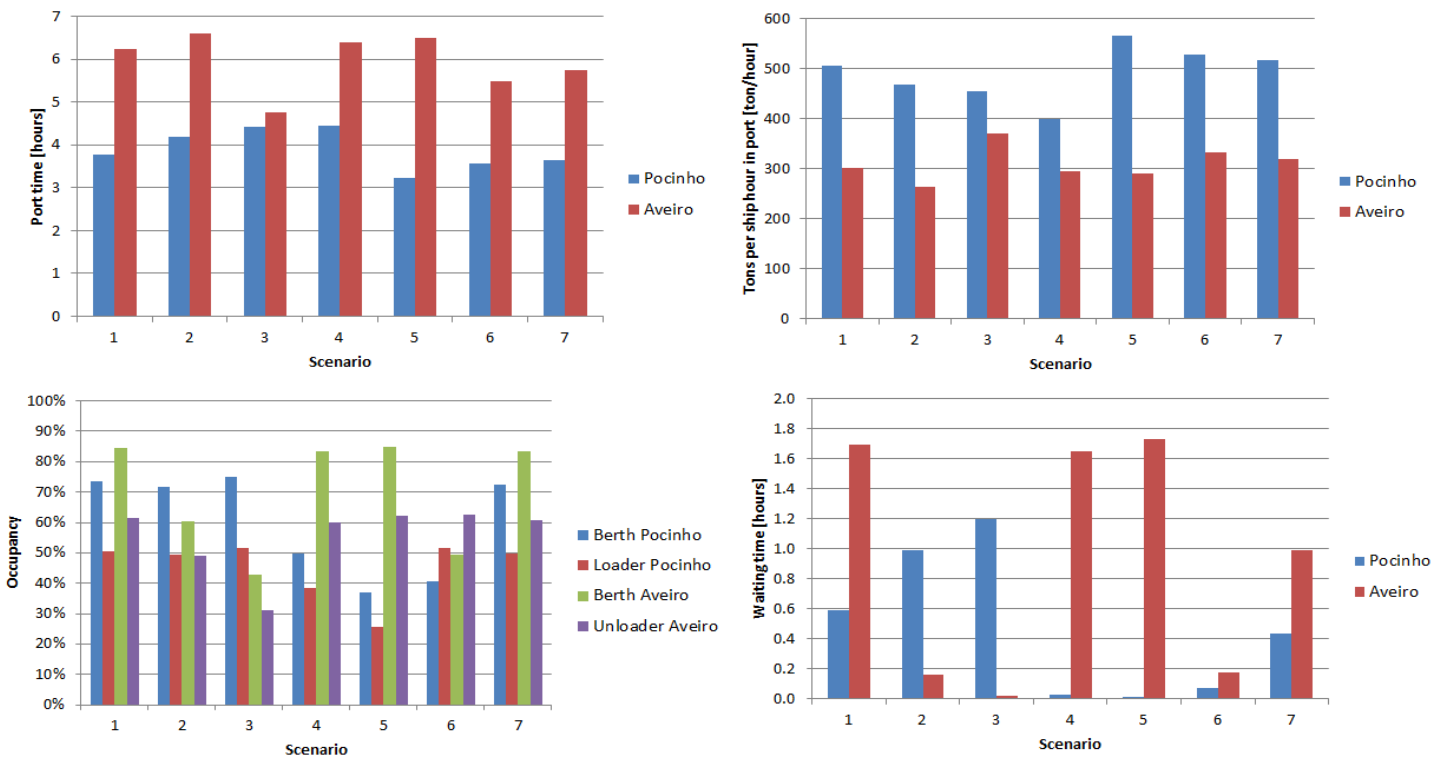 7
6
5
4
3
2
1
0
Port time [hours]
1 2 3 4 5 6 7
Scenario
Pocinho
Aveiro
600
500
400
300
200
100
0
Tons per ship hour in port [ton/hour]
1 2 3 4 5 6 7
Scenario
Pocinho
Aveiro
100%
90%
80%
70%
60%
50%
40%
30%
20%
10%
0%
Occupancy
1 2 3 4 5 6 7
Scenario
Berth Pocinho
Loader Pocinho
Berth Aveiro
Unloader Aveiro
2.0
1.8
1.6
1.4
1.2
1.0
0.8
0.6
0.4
0.2
0.0
Waiting time [hours]
1 2 3 4 5 6 7
Scenario
Pocinho
Aveiro